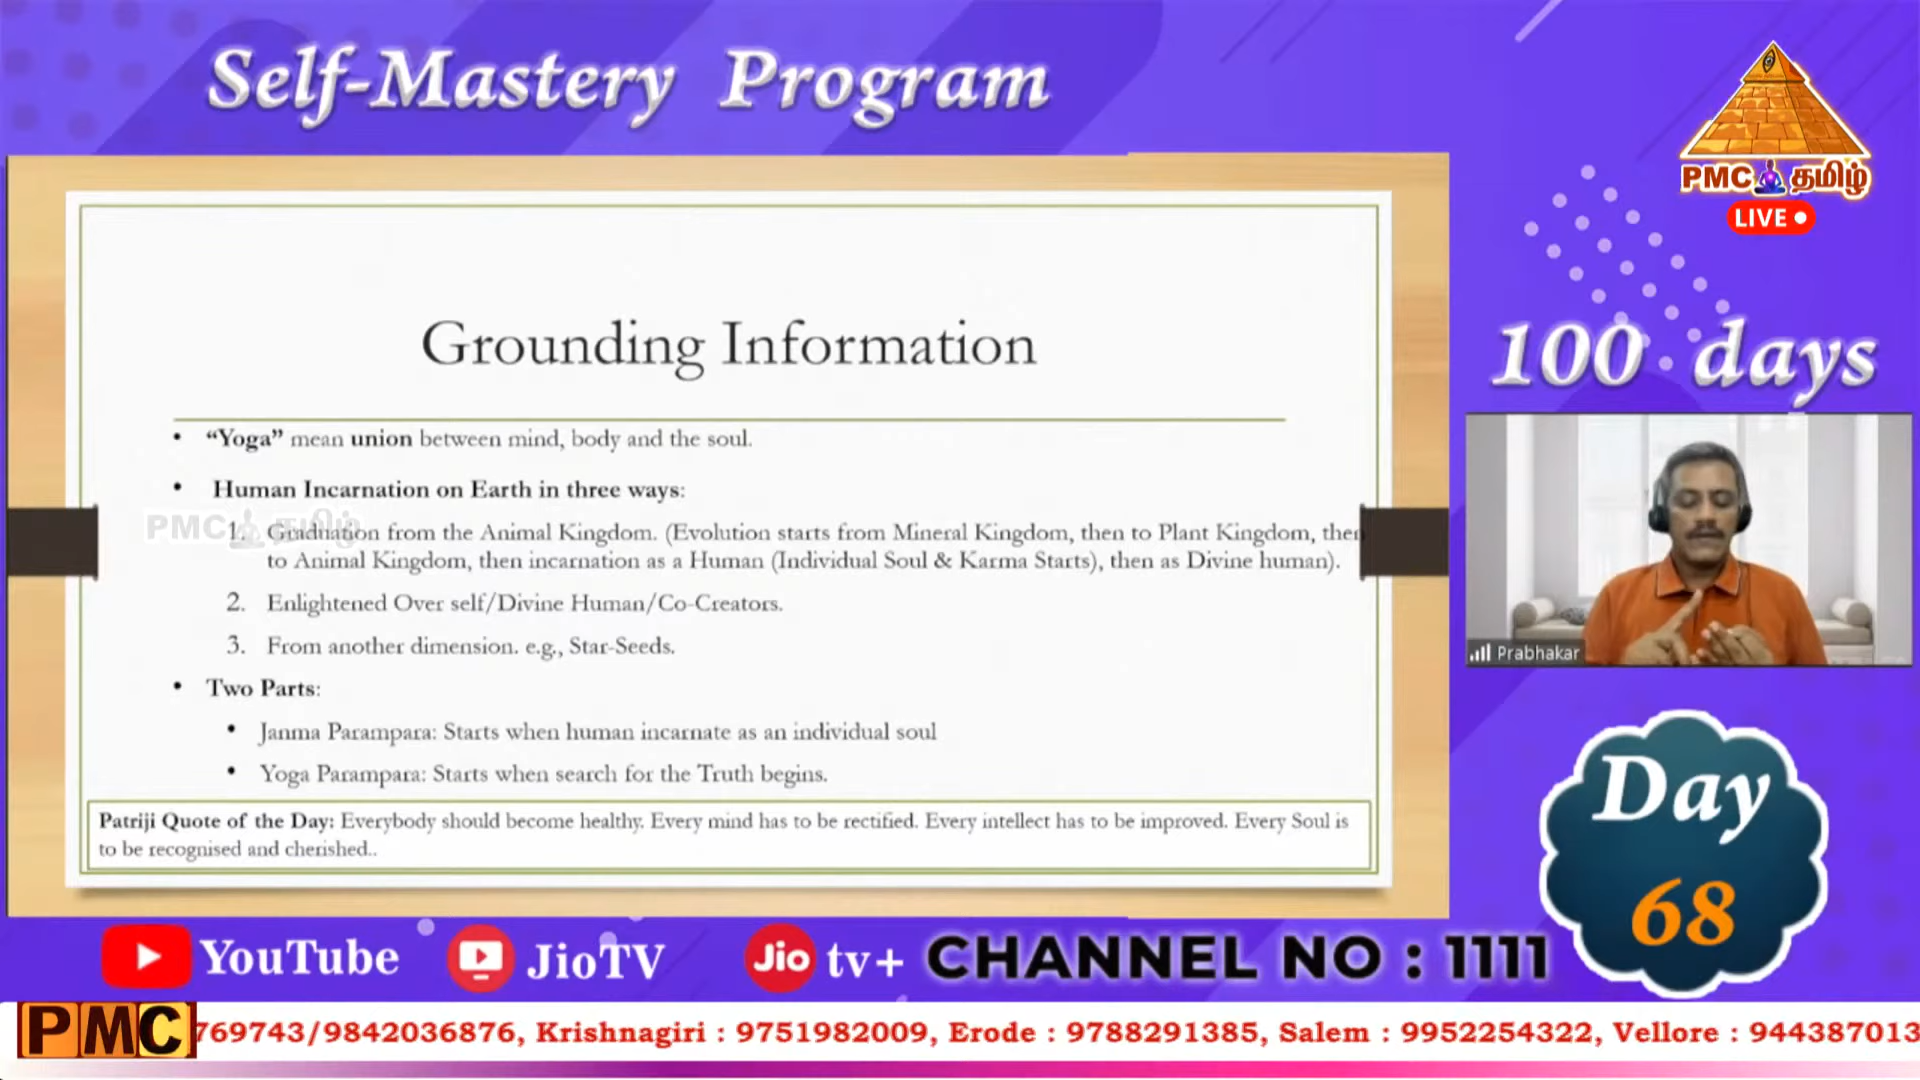 Self-Mastery Program
PMC தமிழ்
LIVE
100 days
Grounding Information
• “Yoga” mean union between mind, body and the soul.
• Human Incarnation on Earth in three ways:
PMC தமிழ்
1. Graduation from the Animal Kingdom. (Evolution starts from Mineral Kingdom, then to Plant Kingdom, then
to Animal Kingdom, then incarnation as a Human (Individual Soul & Karma Starts), then as Divine human).
2. Enlightened Over self/Divine Human/Co-Creators.
3. From another dimension. e.g., Star-Seeds.
• Two Parts:
• Janma Parampara: Starts when human incarnate as an individual soul
• Yoga Parampara: Starts when search for the Truth begins.
Patriji Quote of the Day: Everybody should become healthy. Every mind has to be rectified. Every intellect has to be improved. Every Soul is
to be recognised and cherished..
Prabhakar
Day
68
YouTube JioTV Jio tv+ CHANNEL NO : 1111
PMC 769743/9842036876, Krishnagiri : 9751982009, Erode : 9788291385, Salem : 9952254322, Vellore : 944387013